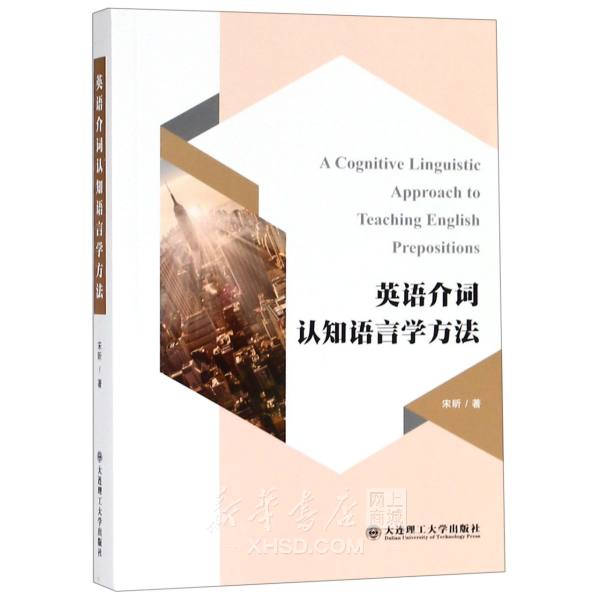 英语介词认知语言学方法
宋昕/著
大连理工大学出版社
A Cognitive Linguistic
Approach to
Teaching English
Prepositions
英语介词
认知语言学方法
宋昕/著
大连理工大学出版社
Dalian University of Technology Press
新华书店
网上
商城
XHSD.COM